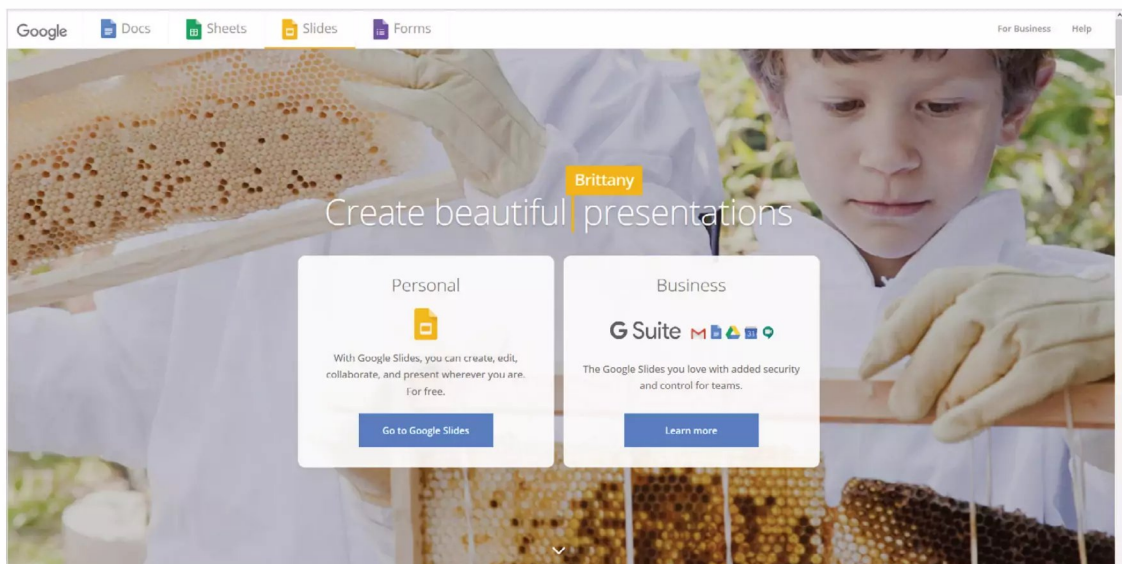 Google Docs Sheets Slides Forms For Business Help
Brittany
Create beautiful presentations
Personal
With Google Slides, you can create, edit,
collaborate, and present wherever you are.
For free.
Go to Google Slides
Business
G Suite
The Google Slides you love with added security
and control for teams.
Learn more